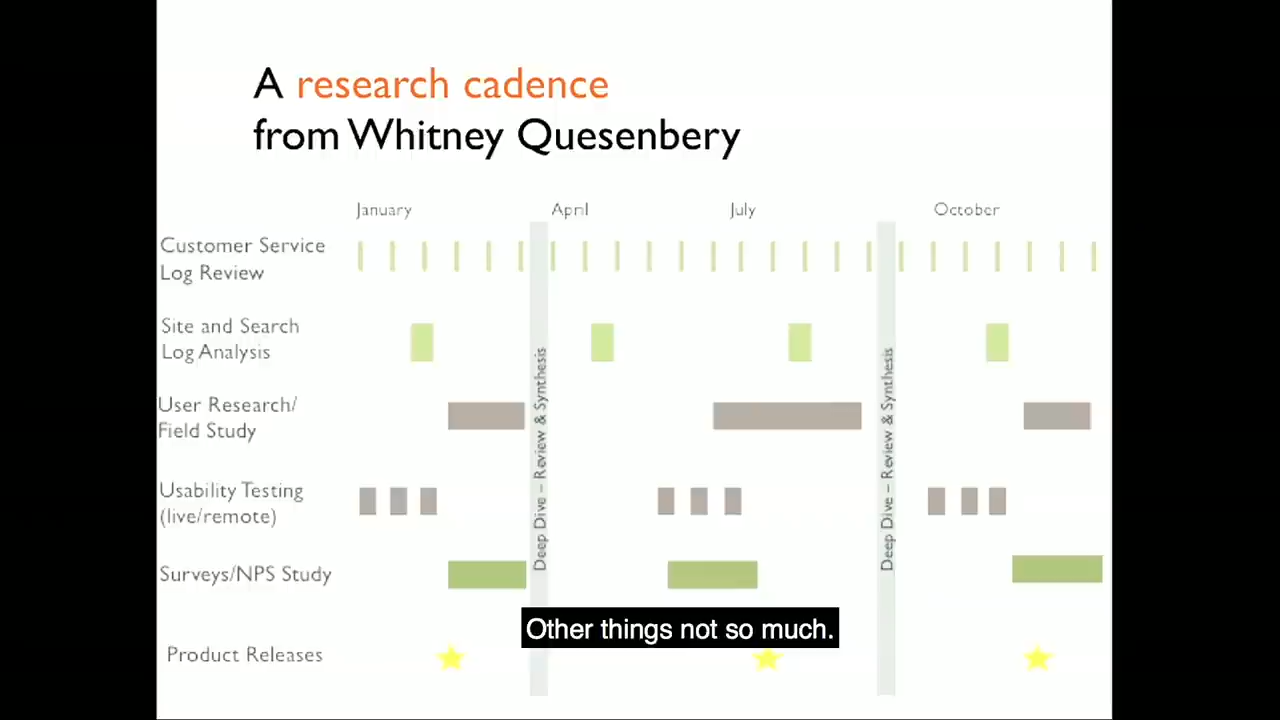 A research cadence
from Whitney Quesenbery
January April July October
Customer Service
Log Review
Site and Search
Log Analysis
User Research/
Field Study
Usability Testing
(live/remote)
Surveys/NPS Study
Product Releases
Deep Dive – Review & Synthesis
Deep Dive – Review & Synthesis
Other things not so much.